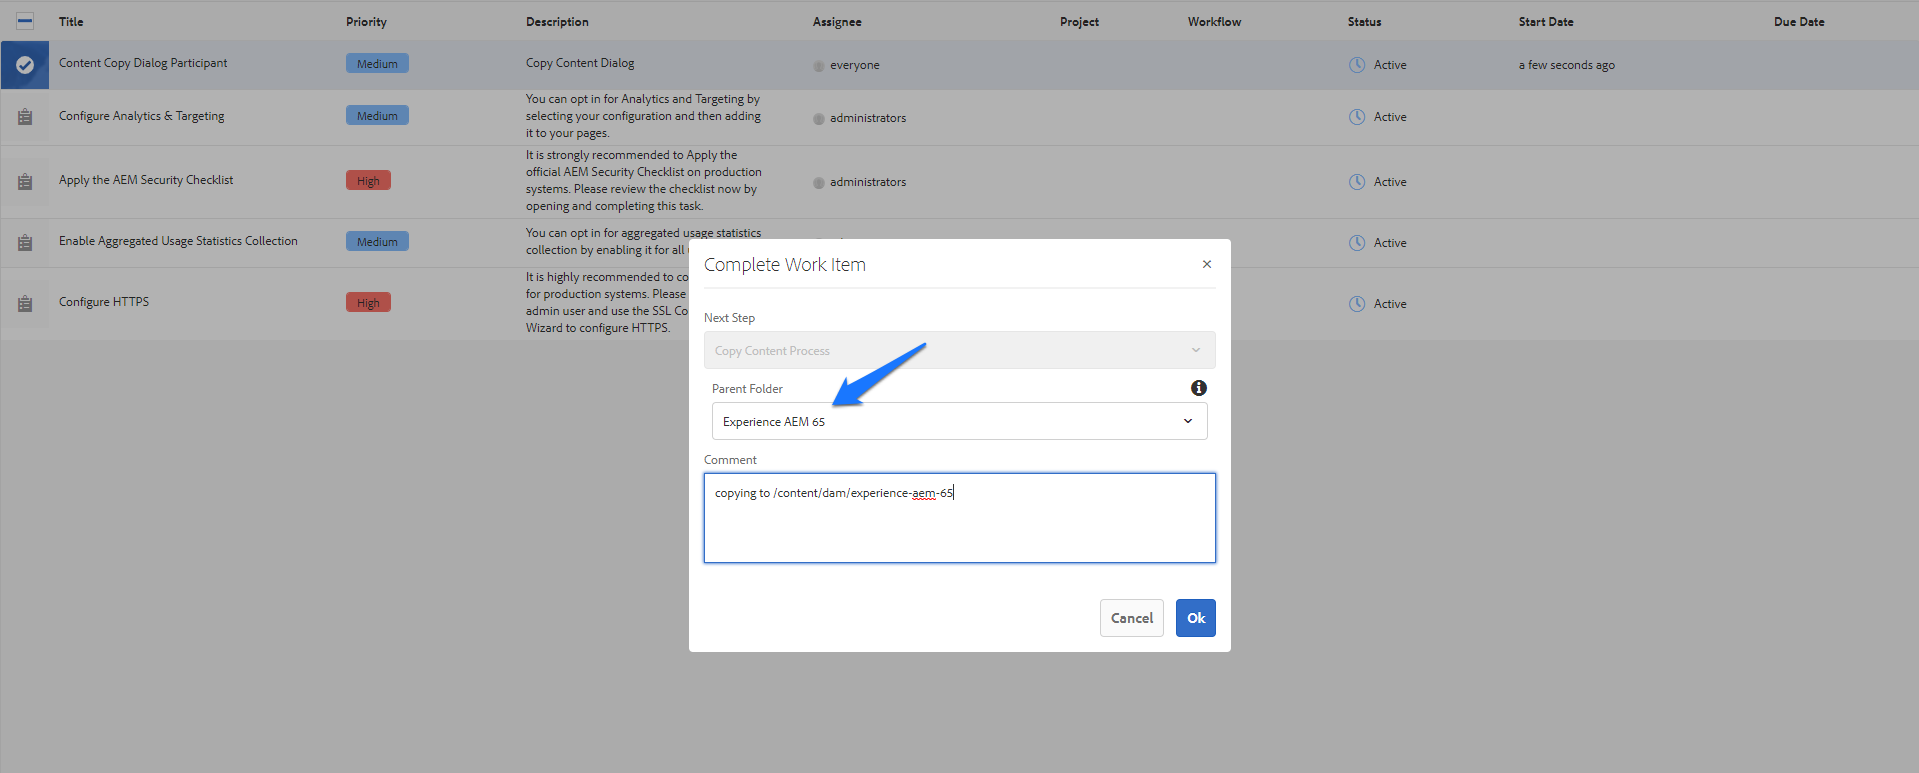 Title Priority Description Assignee Project Workflow Status Start Date Due Date
Content Copy Dialog Participant Medium Copy Content Dialog everyone Active a few seconds ago
Configure Analytics & Targeting Medium You can opt in for Analytics and Targeting by
selecting your configuration and then adding
it to your pages. administrators Active
Apply the AEM Security Checklist High It is strongly recommended to Apply the
official AEM Security Checklist on production
systems. Please review the checklist now by
opening and completing this task. administrators Active
Enable Aggregated Usage Statistics Collection Medium You can opt in for aggregated usage statistics
collection by enabling it for all Active
Configure HTTPS High It is highly recommended to co
for production systems. Please
admin user and use the SSL Co
Wizard to configure HTTPS. Active
Complete Work Item ×
Next Step
Copy Content Process
Parent Folder
Experience AEM 65
Comment
copying to /content/dam/experience-aem-65
Cancel Ok